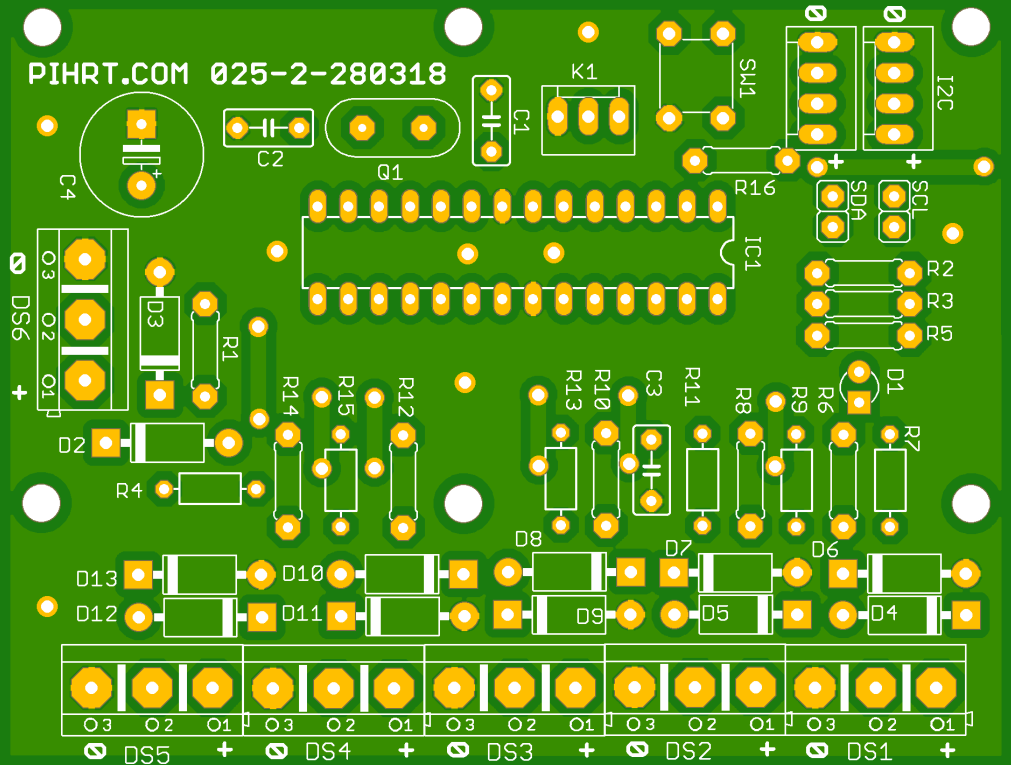 Ø Ø
PIHRT.COM 025-2-280318
K1
SW1
I2C
C1
C2
Q1
C4
+
+ +
R16
SDA
SCL
IC1
Ø
O3
DS6
O2
+
O1
D3
R1
R2
R3
R5
D1
R14
R15
R12
R13
R10
C3
R11
R8
R9
R6
R7
D2
R4
D8
D7
D6
D13
D10
D12
D11
D9
D5
D4
O3 O2 O1 O3 O2 O1 O3 O2 O1 O3 O2 O1 O3 O2 O1
Ø DS5 + Ø DS4 + Ø DS3 + Ø DS2 + Ø DS1 +